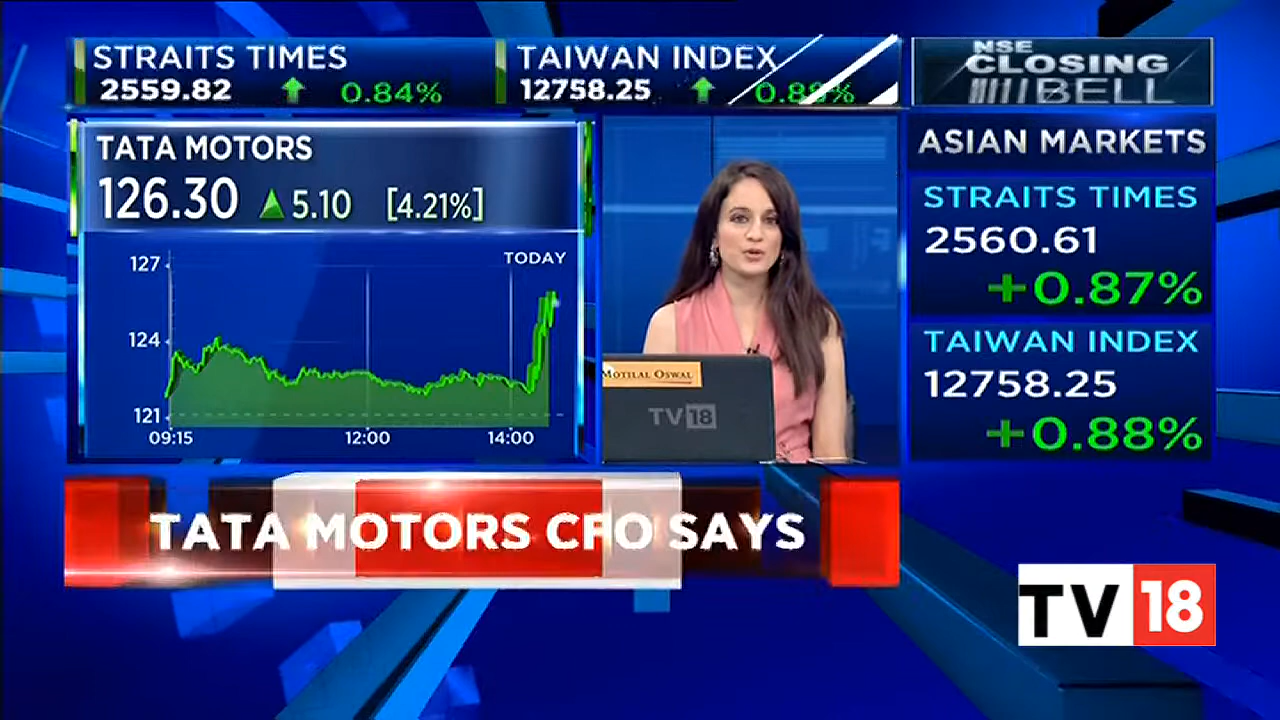 STRAITS TIMES
2559.82 0.84%
TAIWAN INDEX
12758.25
NSE
CLOSING
BELL
TATA MOTORS
126.30 5.10 [4.21%]
TODAY
127
124
121
09:15 12:00 14:00
MOTILAL OSWAL
TV18
ASIAN MARKETS
STRAITS TIMES
2560.61
+0.87%
TAIWAN INDEX
12758.25
+0.88%
TATA MOTORS CFO SAYS
TV18